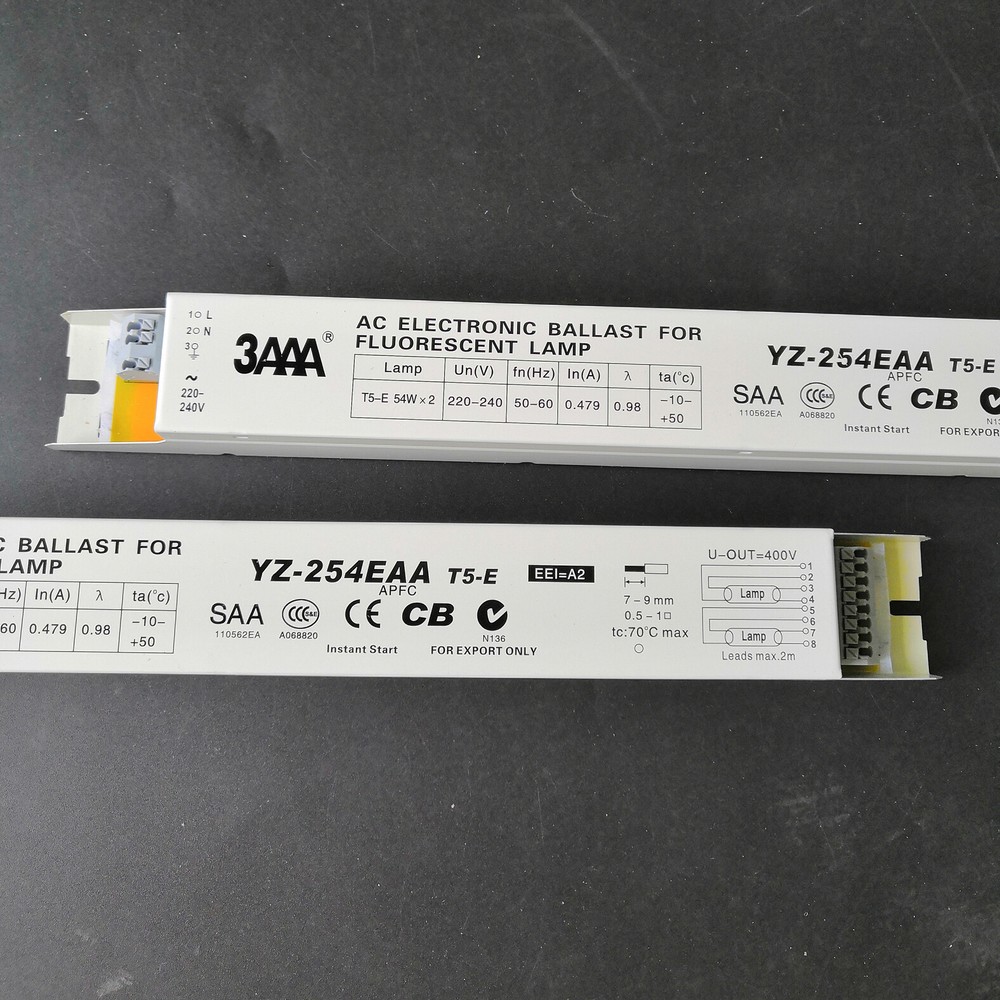 1 L
2 N
3
~
220-
240V
3AAA®
AC ELECTRONIC BALLAST FOR
FLUORESCENT LAMP
Lamp Un(V) fn(Hz) In(A) λ ta(°c)
T5-E 54W×2 220-240 50-60 0.479 0.98 -10-
+50
YZ-254EAA T5-E
APFC
SAA CCC S&E CE CB
110562EA A068820
Instant Start FOR EXPOR
C BALLAST FOR
LAMP
Hz) In(A) λ ta(°c)
60 0.479 0.98 -10-
+50
YZ-254EAA T5-E EEI=A2
APFC
SAA CCC S&E CE CB
110562EA A068820 N136
Instant Start FOR EXPORT ONLY
7-9mm
0.5-1□
tc:70°C max
U-OUT=400V
1
2
3
Lamp
4
5
6
7
Lamp
8
Leads max.2m